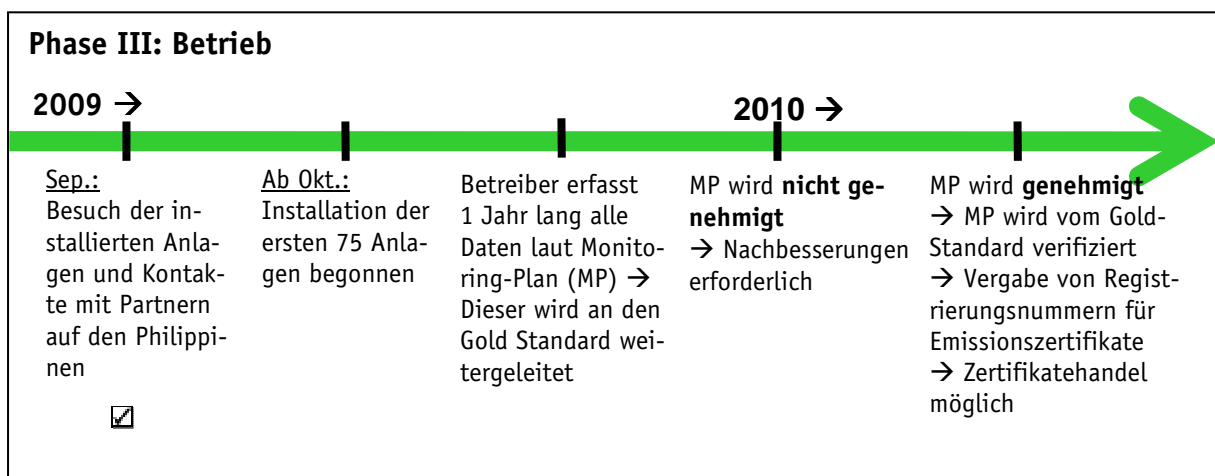 Phase III: Betrieb
2009 →
2010 →
Sep.:
Besuch der in-
stallierten Anla-
gen und Kontak-
te mit Partnern
auf den Philippi-
nen
Ab Okt.:
Installation der
ersten 75 Anla-
gen begonnen
Betreiber erfasst
1 Jahr lang alle
Daten laut Monito-
ring-Plan (MP) →
Dieser wird an den
Gold Standard wei-
tergeleitet
MP wird nicht ge-
nehmigt
→ Nachbesserungen
erforderlich
MP wird genehmigt
→ MP wird vom Gold-
Standard verifiziert
→ Vergabe von Regist-
rierungsnummern für
Emissionszertifikate
→ Zertifikatehandel
möglich